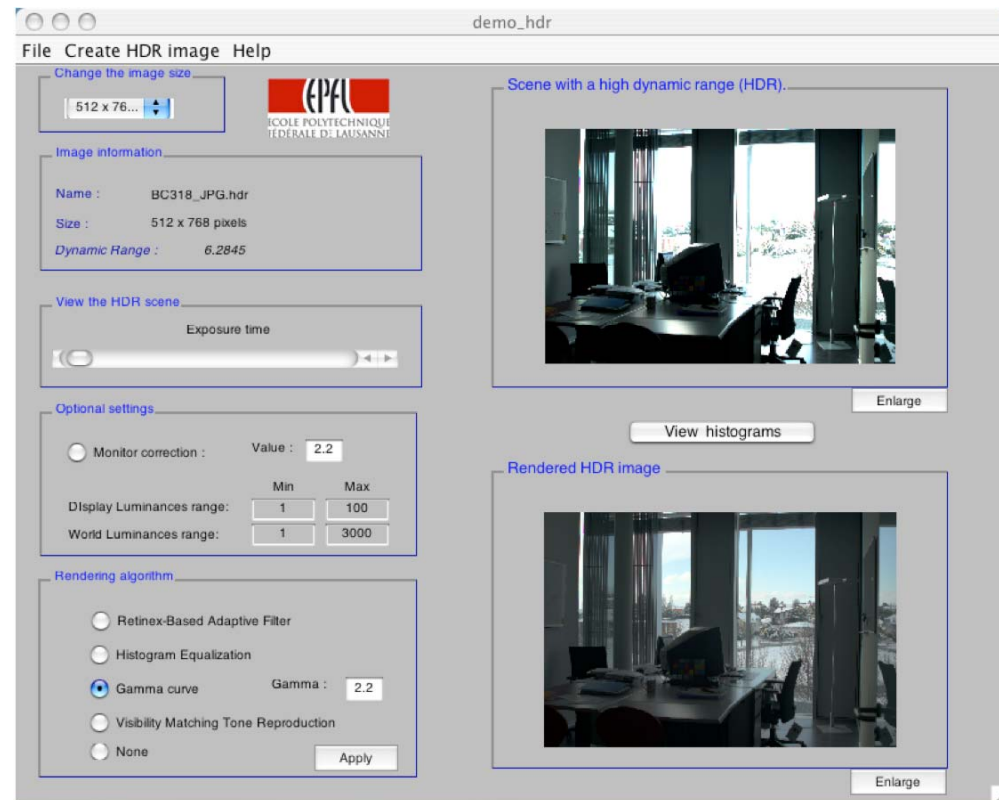 demo_hdr
File Create HDR image Help
Change the image size
512 x 76...
EPFL
ECOLE POLYTECHNIQUE
FÉDÉRALE DE LAUSANNE
Image information
Name : BC318_JPG.hdr
Size : 512 x 768 pixels
Dynamic Range : 6.2845
View the HDR scene
Exposure time
Optional settings
Monitor correction : Value : 2.2
Min Max
DIsplay Luminances range: 1 100
World Luminances range: 1 3000
Rendering algorithm
Retinex-Based Adaptive Filter
Histogram Equalization
Gamma curve Gamma : 2.2
Visibility Matching Tone Reproduction
None
Apply
Scene with a high dynamic range (HDR).
Enlarge
View histograms
Rendered HDR image
Enlarge